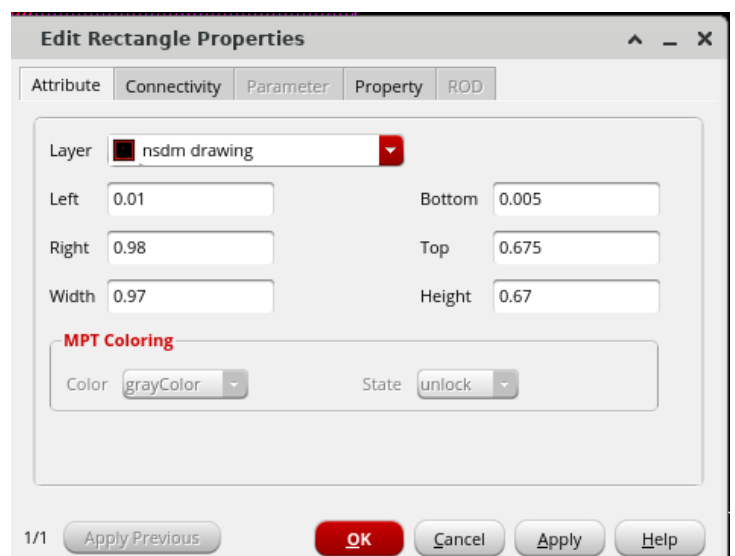 Edit Rectangle Properties
Attribute Connectivity Parameter Property ROD
Layer nsdm drawing
Left 0.01 Bottom 0.005
Right 0.98 Top 0.675
Width 0.97 Height 0.67
MPT Coloring
Color grayColor State unlock
1/1 Apply Previous OK Cancel Apply Help